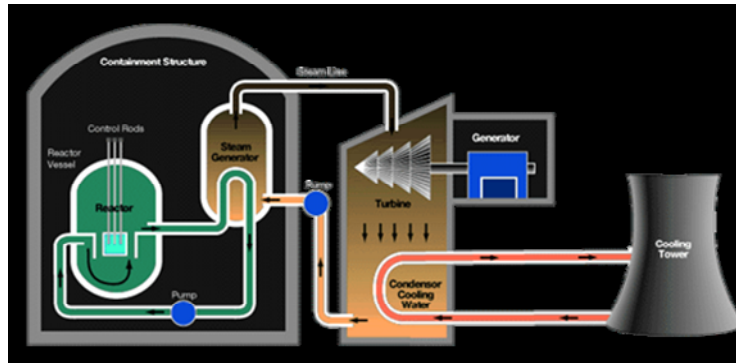 Containment Structure
Steam Line
Control Rods
Reactor
Vessel
Steam
Generator
Generator
Reactor
Pump
Turbine
Cooling
Tower
Condensor
Cooling
Water
Pump